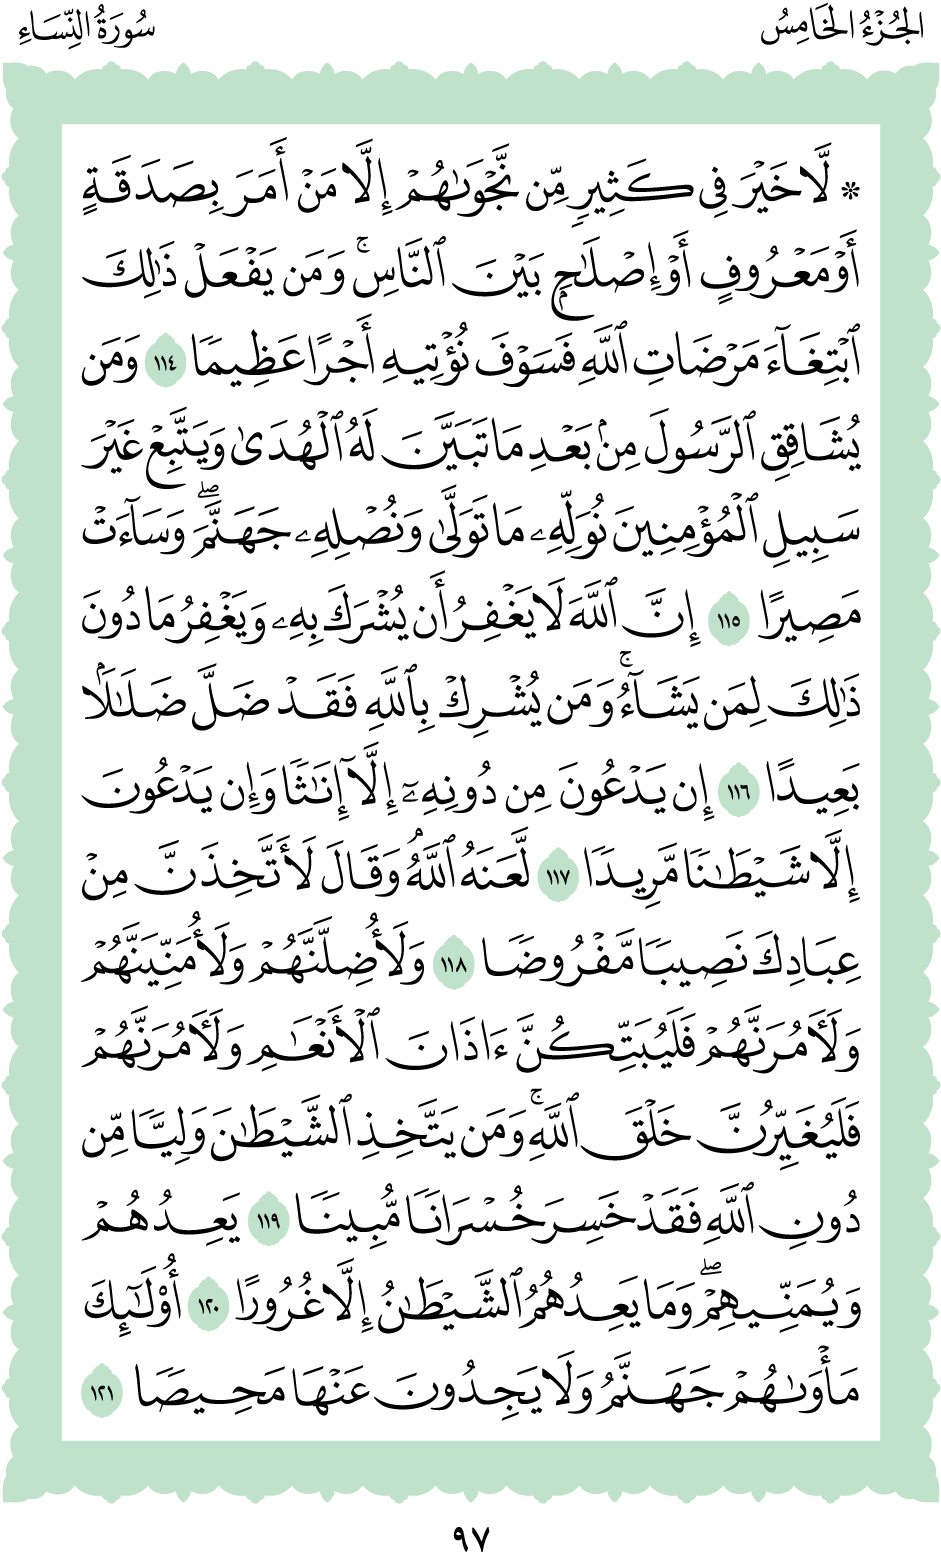 الجُزْءُ الخَامِسُ
سُورَةُ النِّسَاءِ
۞ لَّا خَيْرَ فِي كَثِيرٍ مِّن نَّجْوَىٰهُمْ إِلَّا مَنْ أَمَرَ بِصَدَقَةٍ
أَوْ مَعْرُوفٍ أَوْ إِصْلَٰحٍۭ بَيْنَ ٱلنَّاسِۚ وَمَن يَفْعَلْ ذَٰلِكَ
ٱبْتِغَآءَ مَرْضَاتِ ٱللَّهِ فَسَوْفَ نُؤْتِيهِ أَجْرًا عَظِيمٗا ١١٤ وَمَن
يُشَاقِقِ ٱلرَّسُولَ مِنۢ بَعْدِ مَا تَبَيَّنَ لَهُ ٱلْهُدَىٰ وَيَتَّبِعْ غَيْرَ
سَبِيلِ ٱلْمُؤْمِنِينَ نُوَلِّهِۦ مَا تَوَلَّىٰ وَنُصْلِهِۦ جَهَنَّمَۖ وَسَآءَتْ
مَصِيرًا ١١٥ إِنَّ ٱللَّهَ لَا يَغْفِرُ أَن يُشْرَكَ بِهِۦ وَيَغْفِرُ مَا دُونَ
ذَٰلِكَ لِمَن يَشَآءُۚ وَمَن يُشْرِكْ بِٱللَّهِ فَقَدْ ضَلَّ ضَلَٰلَۢا
بَعِيدًا ١١٦ إِن يَدْعُونَ مِن دُونِهِۦٓ إِلَّآ إِنَٰثٗا وَإِن يَدْعُونَ
إِلَّا شَيْطَٰنٗا مَّرِيدٗا ١١٧ لَّعَنَهُ ٱللَّهُۘ وَقَالَ لَأَتَّخِذَنَّ مِنْ
عِبَادِكَ نَصِيبٗا مَّفْرُوضٗا ١١٨ وَلَأُضِلَّنَّهُمْ وَلَأُمَنِّيَنَّهُمْ
وَلَأٓمُرَنَّهُمْ فَلَيُبَتِّكُنَّ ءَاذَانَ ٱلْأَنْعَٰمِ وَلَأٓمُرَنَّهُمْ
فَلَيُغَيِّرُنَّ خَلْقَ ٱللَّهِۚ وَمَن يَتَّخِذِ ٱلشَّيْطَٰنَ وَلِيّٗا مِّن
دُونِ ٱللَّهِ فَقَدْ خَسِرَ خُسْرَانٗا مُّبِينٗا ١١٩ يَعِدُهُمْ
وَيُمَنِّيهِمْۖ وَمَا يَعِدُهُمُ ٱلشَّيْطَٰنُ إِلَّا غُرُورًا ١٢٠ أُوْلَٰٓئِكَ
مَأْوَىٰهُمْ جَهَنَّمُ وَلَا يَجِدُونَ عَنْهَا مَحِيصٗا ١٢١
٩٧